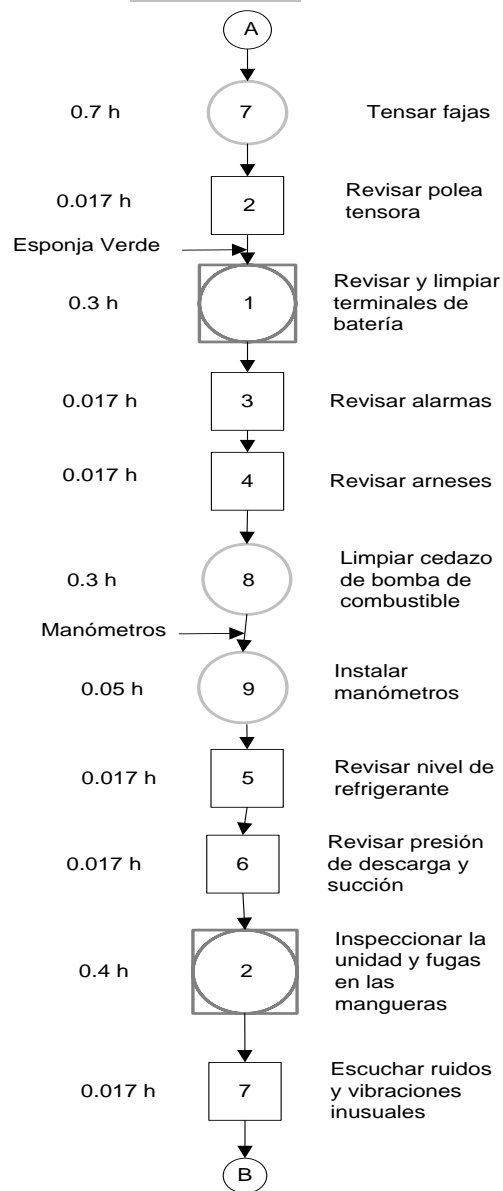 A
0.7 h
7
Tensar fajas
0.017 h
2
Revisar polea
tensora
Esponja Verde
0.3 h
1
Revisar y limpiar
terminales de
batería
0.017 h
3
Revisar alarmas
0.017 h
4
Revisar arneses
0.3 h
8
Limpiar cedazo
de bomba de
combustible
Manómetros
0.05 h
9
Instalar
manómetros
0.017 h
5
Revisar nivel de
refrigerante
0.017 h
6
Revisar presión
de descarga y
succión
0.4 h
2
Inspeccionar la
unidad y fugas
en las
mangueras
0.017 h
7
Escuchar ruidos
y vibraciones
inusuales
B